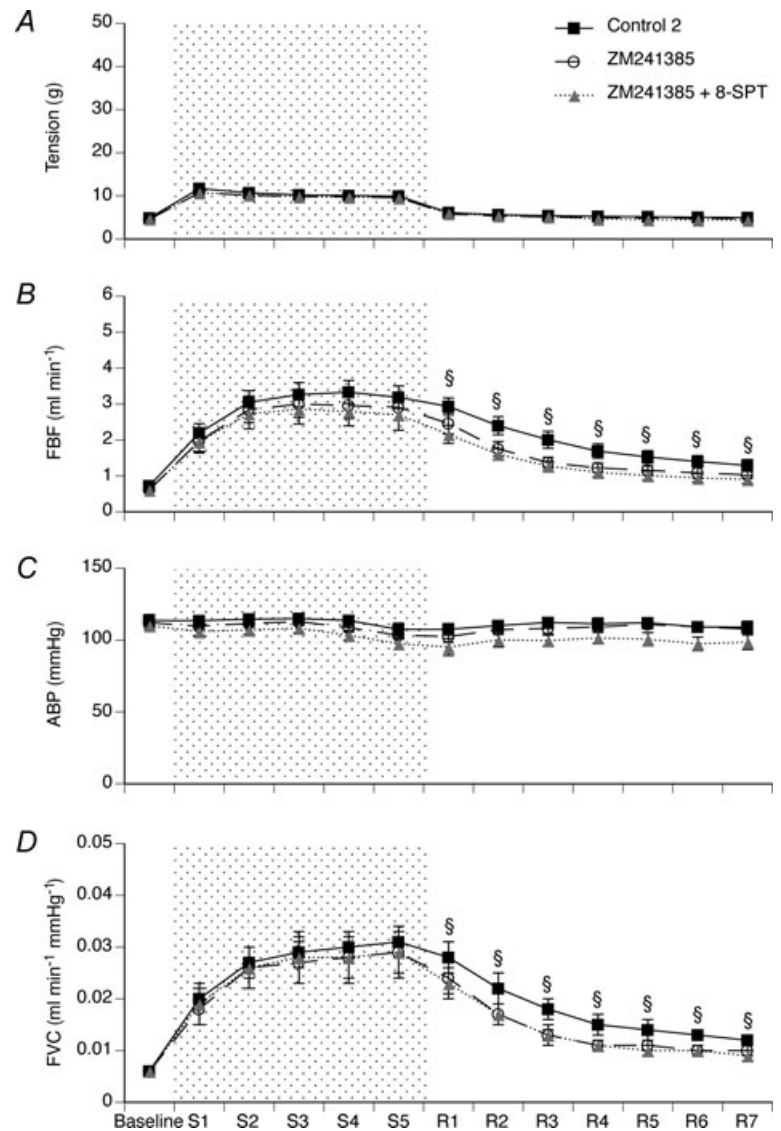 A
Tension (g)
50
40
30
20
10
0
Control 2
ZM241385
ZM241385 + 8-SPT
B
FBF (ml min⁻¹)
6
5
4
3
2
1
0
§ § § § § § §
C
ABP (mmHg)
150
100
50
0
D
FVC (ml min⁻¹ mmHg⁻¹)
0.05
0.04
0.03
0.02
0.01
0
§ § § § § § §
Baseline S1 S2 S3 S4 S5 R1 R2 R3 R4 R5 R6 R7